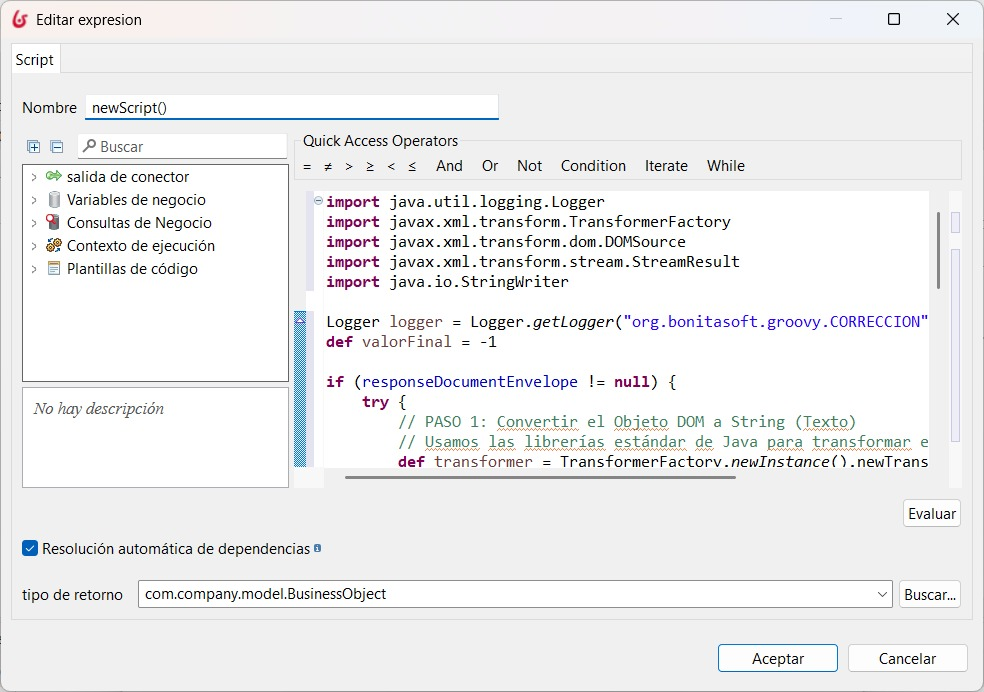 Editar expresion
Script
Nombre newScript()
Buscar
salida de conector
Variables de negocio
Consultas de Negocio
Contexto de ejecución
Plantillas de código
No hay descripción
Quick Access Operators
= ≠ > ≥ < ≤ And Or Not Condition Iterate While
import java.util.logging.Logger
import javax.xml.transform.TransformerFactory
import javax.xml.transform.dom.DOMSource
import javax.xml.transform.stream.StreamResult
import java.io.StringWriter
Logger logger = Logger.getLogger("org.bonitasoft.groovy.CORRECCION"
def valorFinal = -1
if (responseDocumentEnvelope != null) {
try {
// PASO 1: Convertir el Objeto DOM a String (Texto)
// Usamos las librerías estándar de Java para transformar e
def transformer = TransformerFactory.newInstance().newTrans
Evaluar
Resolución automática de dependencias
tipo de retorno com.company.model.BusinessObject Buscar...
Aceptar Cancelar